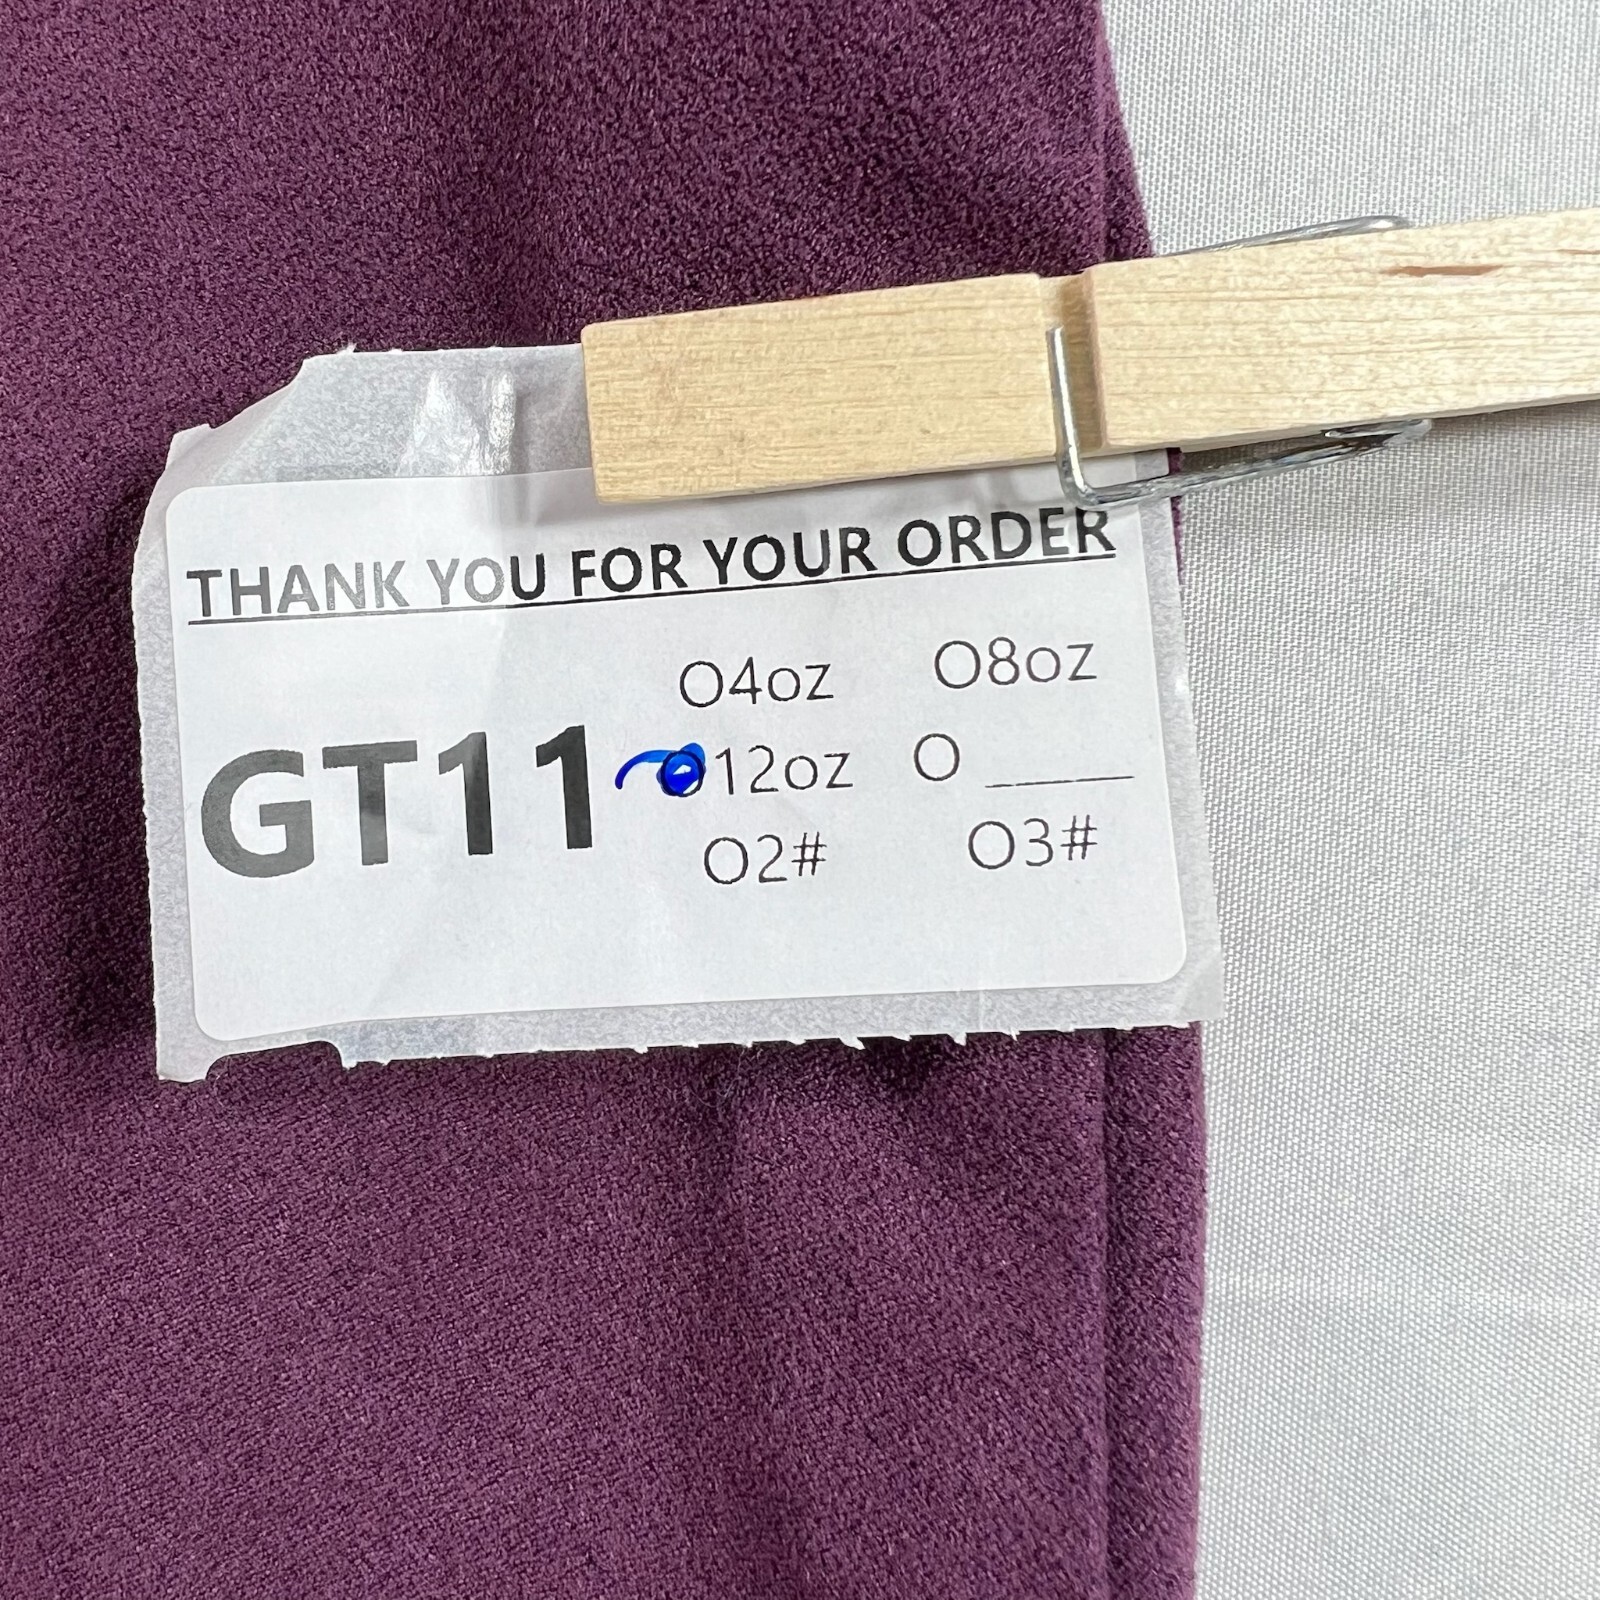 THANK YOU FOR YOUR ORDER
O4oz O8oz
GT11 O12oz O ____
O2# O3#